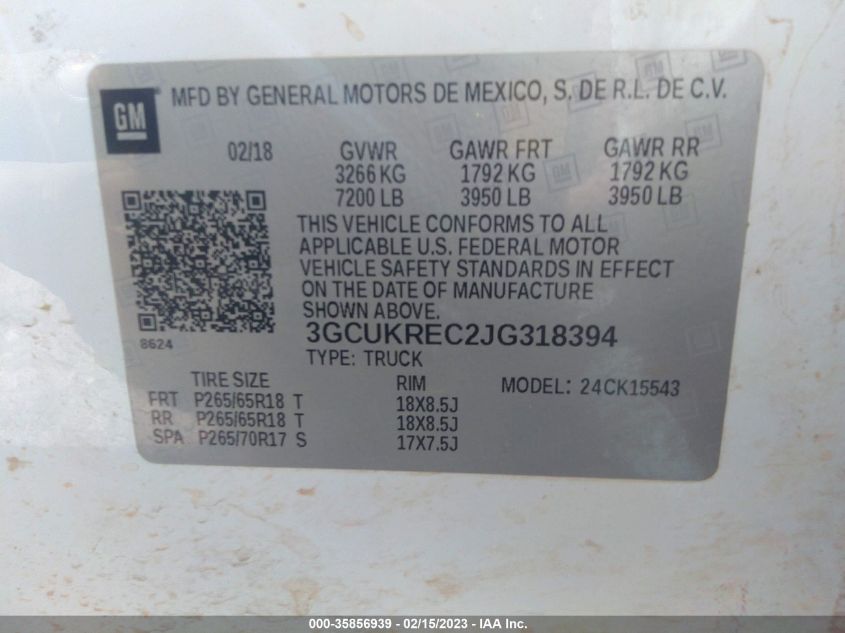 GM
MFD BY GENERAL MOTORS DE MEXICO, S. DE R.L. DE C.V.
02/18 GVWR GAWR FRT GAWR RR
3266 KG 1792 KG 1792 KG
7200 LB 3950 LB 3950 LB
THIS VEHICLE CONFORMS TO ALL
APPLICABLE U.S. FEDERAL MOTOR
VEHICLE SAFETY STANDARDS IN EFFECT
ON THE DATE OF MANUFACTURE
SHOWN ABOVE.
8624
3GCUKREC2JG318394
TYPE: TRUCK
TIRE SIZE RIM MODEL: 24CK15543
FRT P265/65R18 T 18X8.5J
RR P265/65R18 T 18X8.5J
SPA P265/70R17 S 17X7.5J
000-35856939 - 02/15/2023 - IAA Inc.